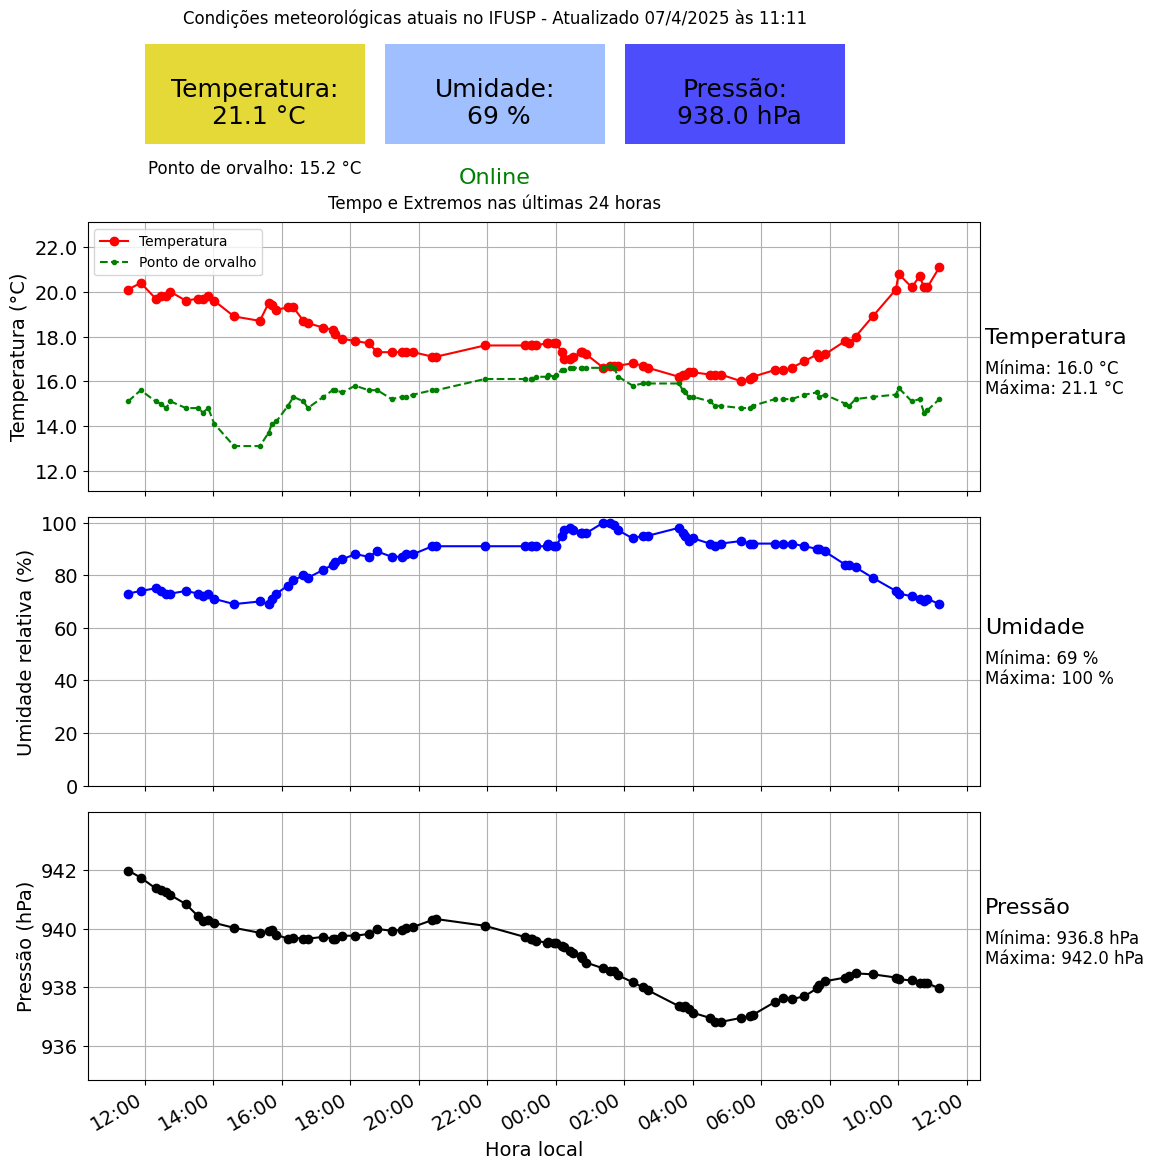 Condições meteorológicas atuais no IFUSP - Atualizado 07/4/2025 às 11:11
Temperatura:
21.1 °C
Umidade:
69 %
Pressão:
938.0 hPa
Ponto de orvalho: 15.2 °C
Online
Tempo e Extremos nas últimas 24 horas
Temperatura
Ponto de orvalho
Temperatura (°C)
22.0
20.0
18.0
16.0
14.0
12.0
Temperatura
Mínima: 16.0 °C
Máxima: 21.1 °C
Umidade relativa (%)
100
80
60
40
20
0
Umidade
Mínima: 69 %
Máxima: 100 %
Pressão (hPa)
942
940
938
936
Pressão
Mínima: 936.8 hPa
Máxima: 942.0 hPa
12:00
14:00
16:00
18:00
20:00
22:00
00:00
02:00
04:00
06:00
08:00
10:00
12:00
Hora local